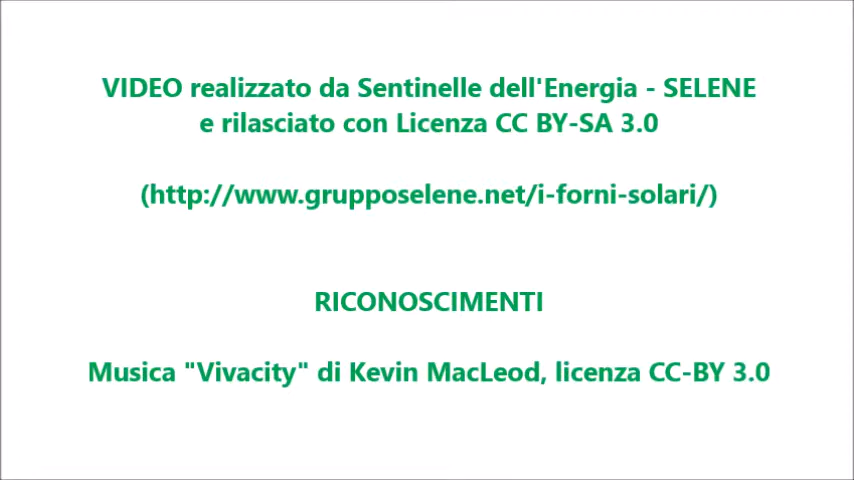 VIDEO realizzato da Sentinelle dell'Energia - SELENE
e rilasciato con Licenza CC BY-SA 3.0
(http://www.grupposelene.net/i-forni-solari/)
RICONOSCIMENTI
Musica "Vivacity" di Kevin MacLeod, licenza CC-BY 3.0